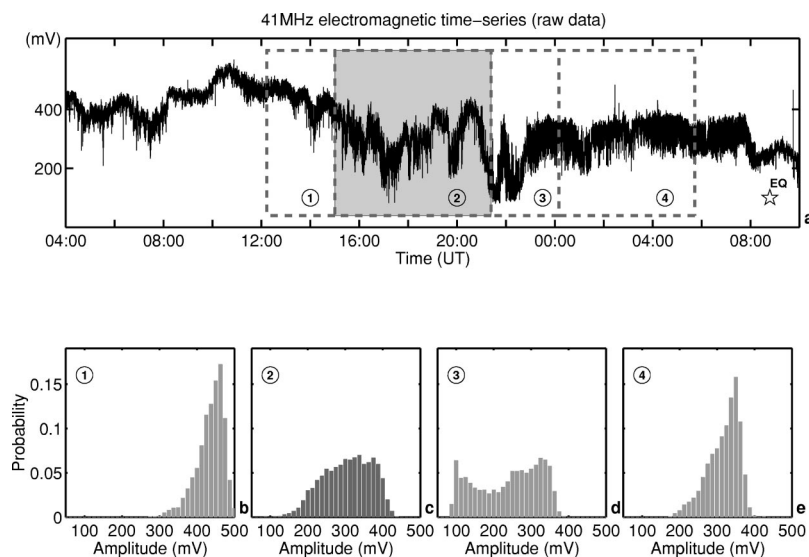 41MHz electromagnetic time−series (raw data)
(mV)
400
200
1 2 3 4
EQ
a
04:00 08:00 12:00 16:00 20:00 00:00 04:00 08:00
Time (UT)
Probability
0.15
0.1
0.05
0
1 2 3 4
b c d e
100 200 300 400 500 100 200 300 400 500 100 200 300 400 500 100 200 300 400 500
Amplitude (mV) Amplitude (mV) Amplitude (mV) Amplitude (mV)